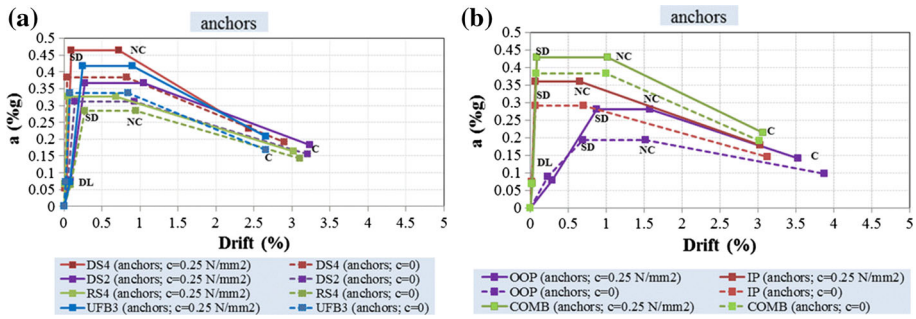 (a)
anchors
a (%g)
0.5
0.45
0.4
0.35
0.3
0.25
0.2
0.15
0.1
0.05
0
SD
NC
SD
NC
DL
C
C
0 0.5 1 1.5 2 2.5 3 3.5 4 4.5 5
Drift (%)
DS4 (anchors; c=0.25 N/mm2) DS4 (anchors; c=0)
DS2 (anchors; c=0.25 N/mm2) DS2 (anchors; c=0)
RS4 (anchors; c=0.25 N/mm2) RS4 (anchors; c=0)
UFB3 (anchors; c=0.25 N/mm2) UFB3 (anchors; c=0)
(b)
anchors
a (%g)
0.5
0.45
0.4
0.35
0.3
0.25
0.2
0.15
0.1
0.05
0
SD
NC
SD
NC
NC
SD
SD
NC
DL
C
C
0 0.5 1 1.5 2 2.5 3 3.5 4 4.5 5
Drift (%)
OOP (anchors; c=0.25 N/mm2) IP (anchors; c=0.25 N/mm2)
OOP (anchors; c=0) IP (anchors; c=0)
COMB (anchors; c=0.25 N/mm2) COMB (anchors; c=0)